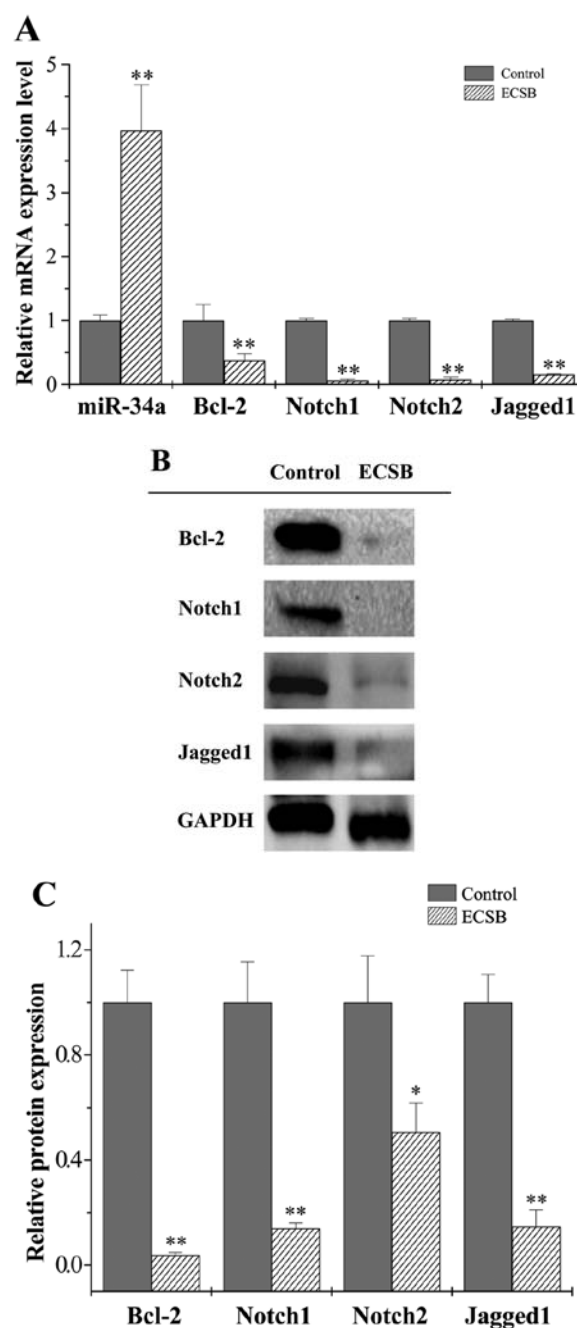 A
Relative mRNA expression level
5
4
3
2
1
0
Control
ECSB
**
**
**
**
**
miR-34a Bcl-2 Notch1 Notch2 Jagged1
B
Control ECSB
Bcl-2
Notch1
Notch2
Jagged1
GAPDH
C
Control
ECSB
Relative protein expression
1.2
0.8
0.4
0.0
**
**
*
**
Bcl-2 Notch1 Notch2 Jagged1